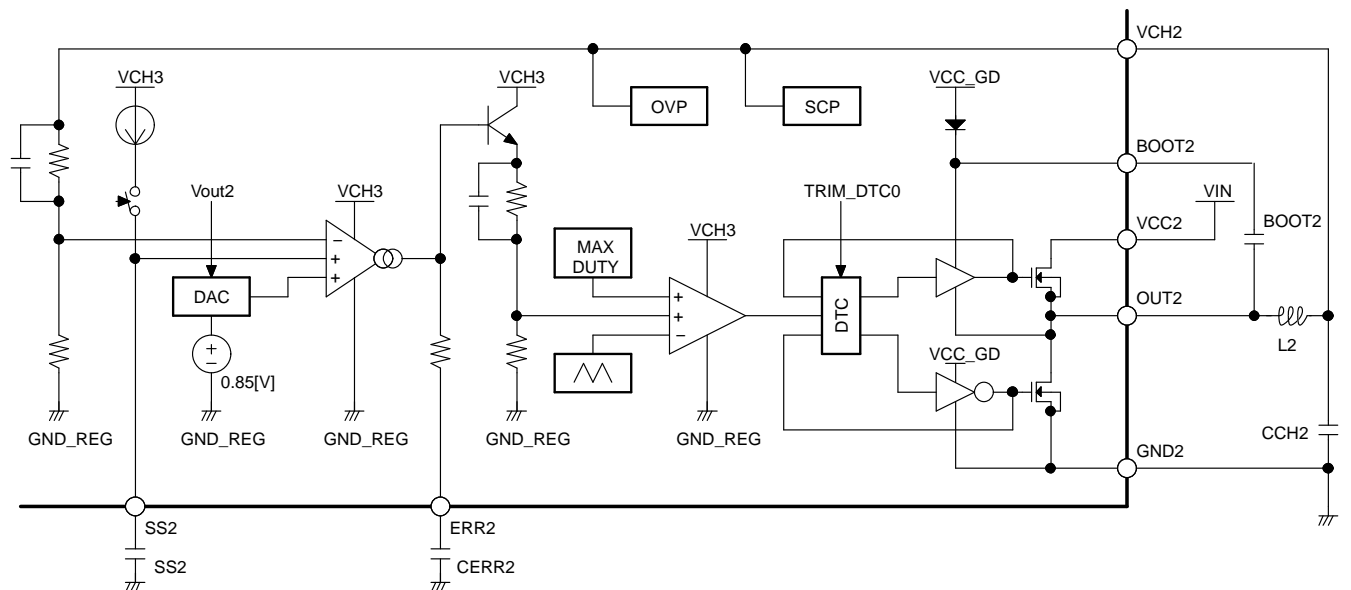 VCH2
VCH3
VCH3
VCC_GD
OVP
SCP
BOOT2
Vout2
VCH3
TRIM_DTC0
VIN
VCH3
VCC2
BOOT2
−
+
+
MAX
DUTY
DAC
+
+
−
DTC
OUT2
+
−
0.85[V]
VCC_GD
L2
GND_REG
GND_REG
GND_REG
GND_REG
GND_REG
CCH2
GND2
SS2
ERR2
SS2
CERR2